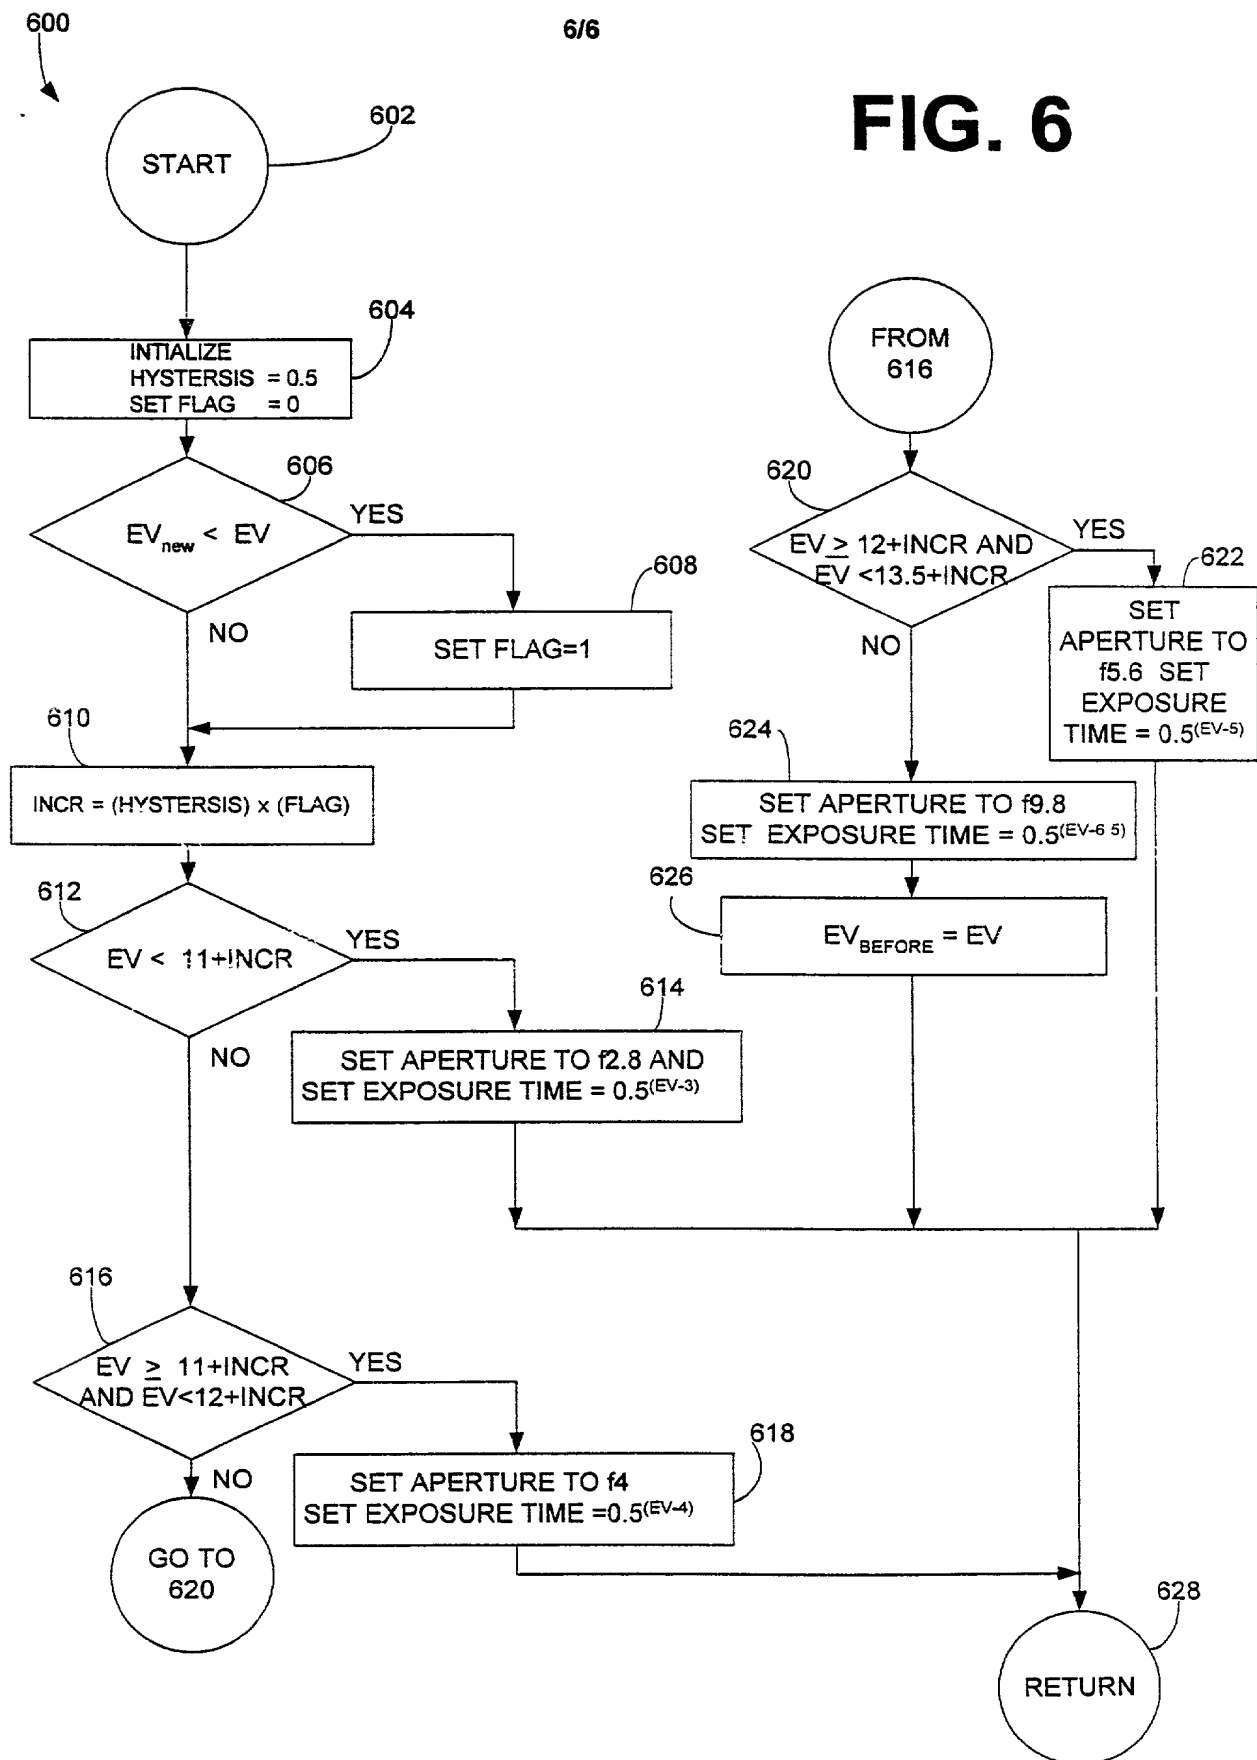 600
6/6
FIG. 6
602
START
604
INTIALIZE
HYSTERSIS = 0.5
SET FLAG = 0
606
EVnew < EV
YES
NO
608
SET FLAG=1
610
INCR = (HYSTERSIS) x (FLAG)
612
EV < 11+INCR
YES
NO
614
SET APERTURE TO f2.8 AND
SET EXPOSURE TIME = 0.5(EV-3)
616
EV ≥ 11+INCR
AND EV<12+INCR
YES
NO
618
SET APERTURE TO f4
SET EXPOSURE TIME =0.5(EV-4)
GO TO
620
FROM
616
620
EV ≥ 12+INCR AND
EV <13.5+INCR
YES
NO
622
SET
APERTURE TO
f5.6 SET
EXPOSURE
TIME = 0.5(EV-5)
624
SET APERTURE TO f9.8
SET EXPOSURE TIME = 0.5(EV-6 5)
626
EVBEFORE = EV
628
RETURN